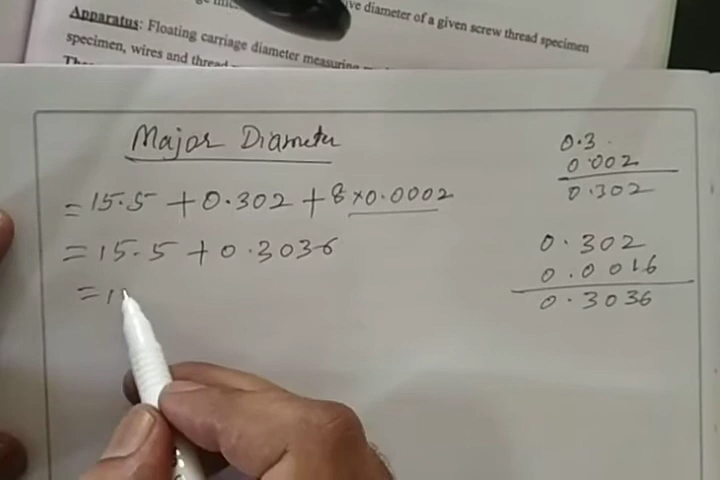 ive diameter of a given screw thread specimen
Apparatus: Floating carriage diameter measuring
specimen, wires and thread
Major Diameter
= 15.5 + 0.302 + 8 × 0.0002
= 15.5 + 0.3036
= 1
0.3
0.002
0.302
0.302
0.0016
0.3036